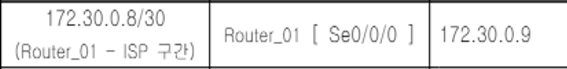 172.30.0.8/30
(Router_01 - ISP 구간)
Router_01 [ Se0/0/0 ]
172.30.0.9